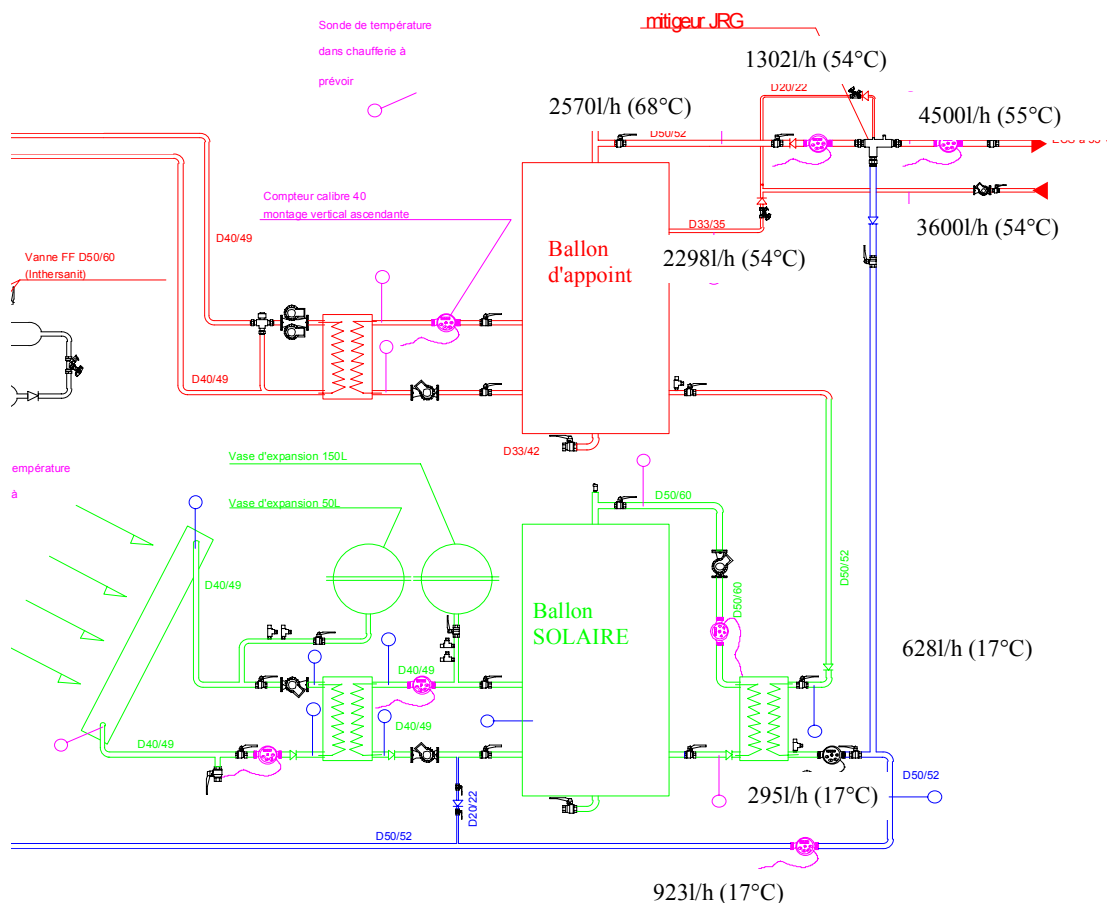 Sonde de température
dans chaufferie à
prévoir
mitigeur JRG
1302l/h (54°C)
D20/22
2570l/h (68°C)
4500l/h (55°C)
D50/52
Compteur calibre 40
montage vertical ascendante
D40/49
D33/35
3600l/h (54°C)
Vanne FF D50/60
(Inthersanit)
Ballon
d'appoint
2298l/h (54°C)
D40/49
D33/42
Vase d'expansion 150L
empérature
à
Vase d'expansion 50L
D50/60
D40/49
D50/52
D50/60
Ballon
SOLAIRE
628l/h (17°C)
D40/49
D40/49
D40/49
D50/52
295l/h (17°C)
D20/22
D50/52
923l/h (17°C)